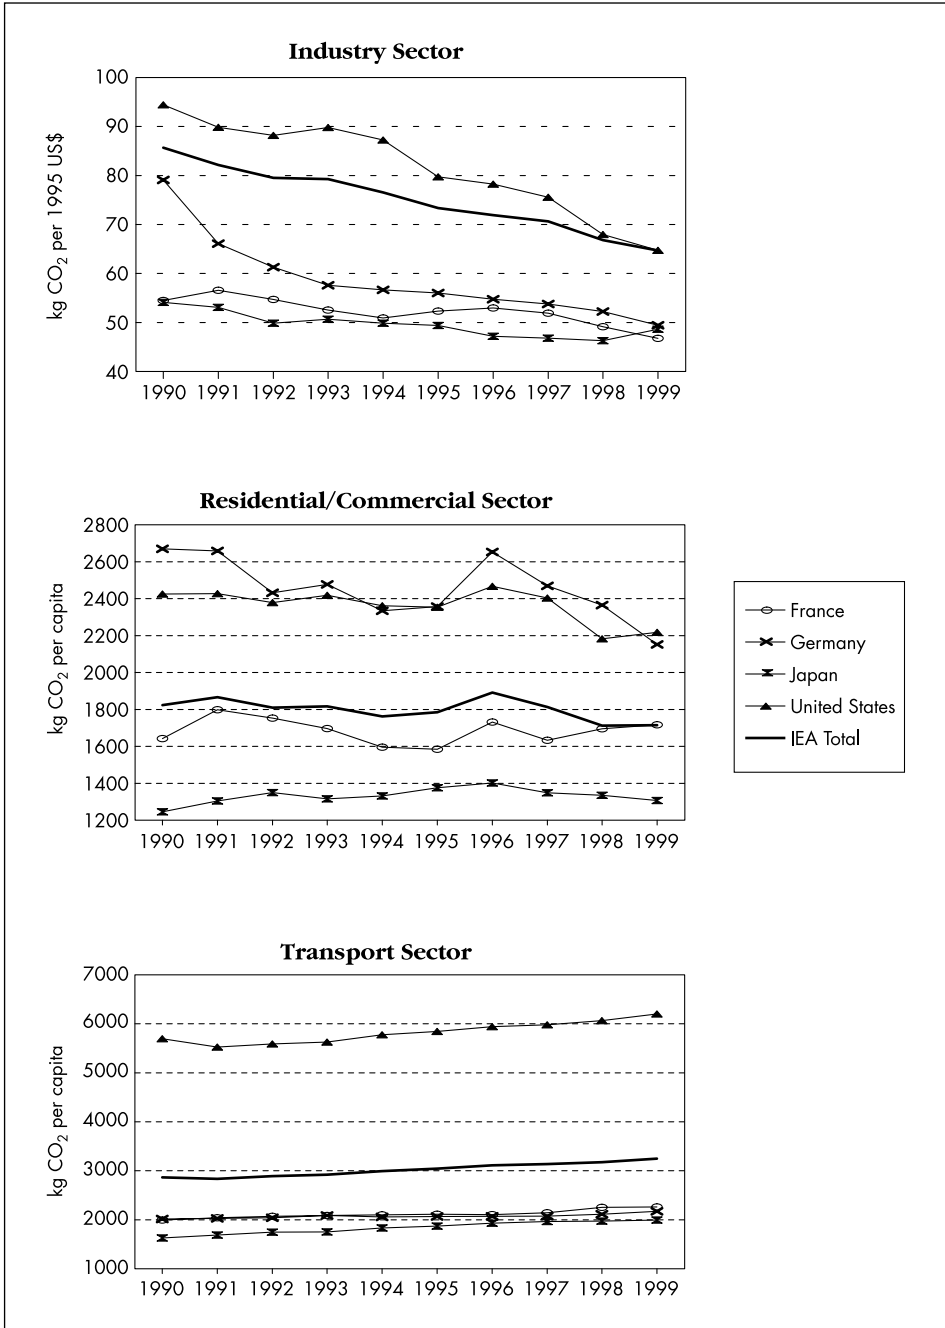 Industry Sector
kg CO₂ per 1995 US$
100
90
80
70
60
50
40
1990 1991 1992 1993 1994 1995 1996 1997 1998 1999
Residential/Commercial Sector
kg CO₂ per capita
2800
2600
2400
2200
2000
1800
1600
1400
1200
1990 1991 1992 1993 1994 1995 1996 1997 1998 1999
France
Germany
Japan
United States
IEA Total
Transport Sector
kg CO₂ per capita
7000
6000
5000
4000
3000
2000
1000
1990 1991 1992 1993 1994 1995 1996 1997 1998 1999